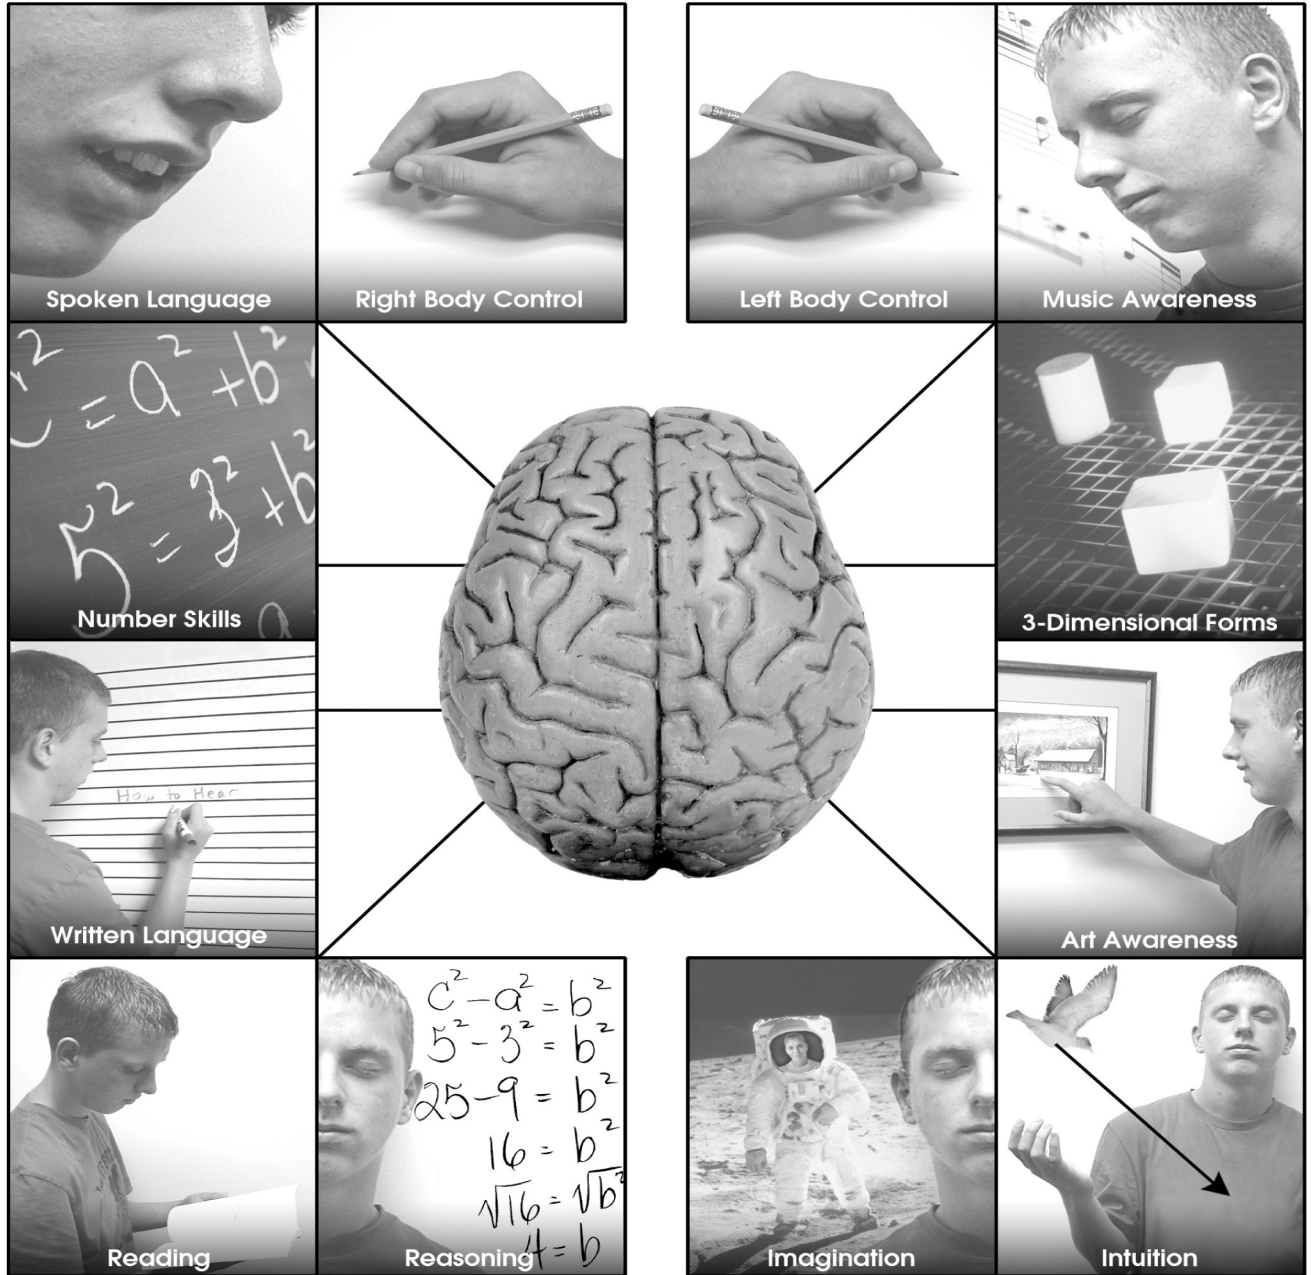 Spoken Language
Right Body Control
Left Body Control
Music Awareness
c² = a² + b²
5² = 3² + b²
Number Skills
3-Dimensional Forms
How to Hear
Written Language
Art Awareness
c² - a² = b²
5² - 3² = b²
25 - 9 = b²
16 = b²
√16 = √b²
4 = b
Reading
Reasoning
Imagination
Intuition